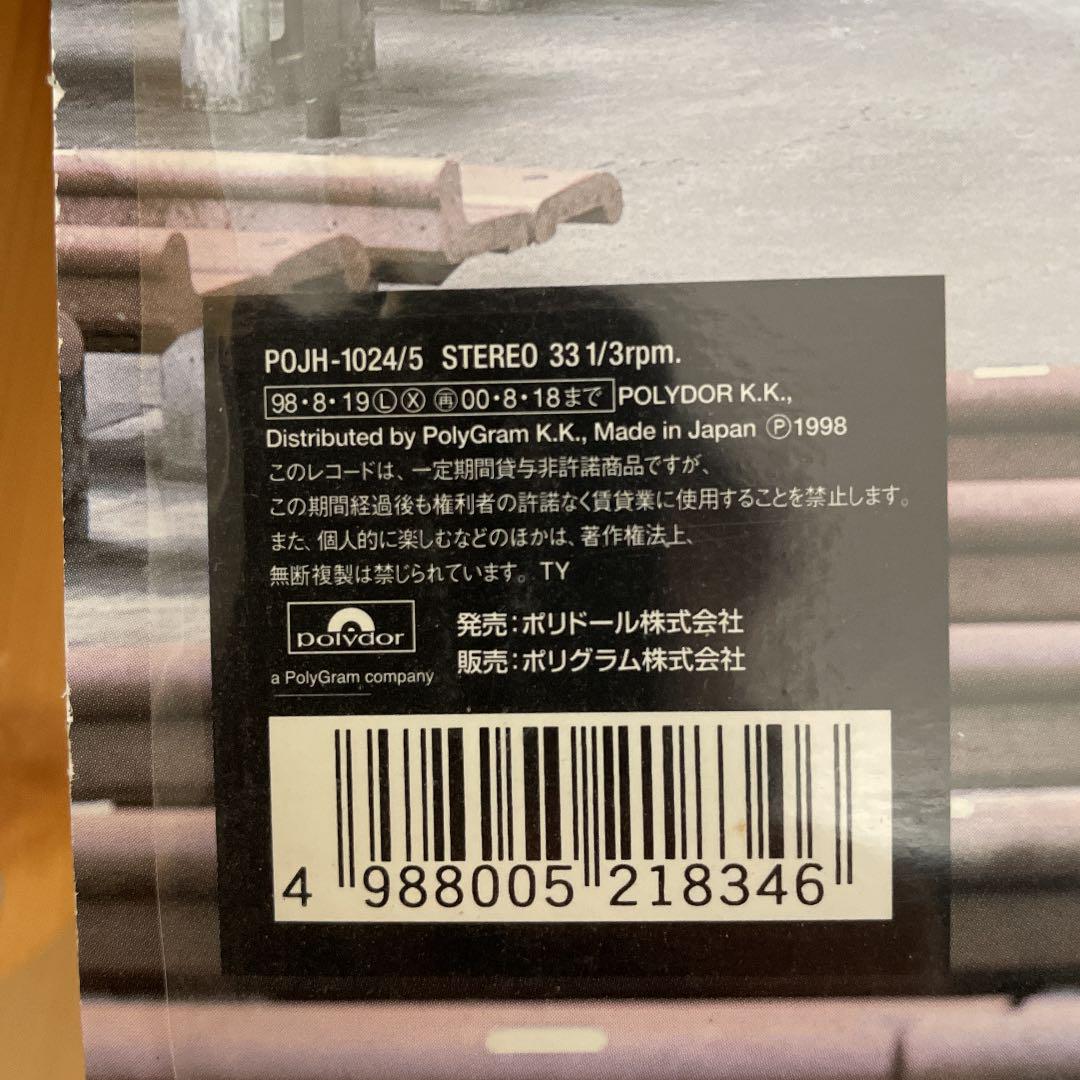 POJH-1024/5 STEREO 33 1/3rpm.
98・8・19ⓁⓍ ㊢00・8・18まで POLYDOR K.K.,
Distributed by PolyGram K.K., Made in Japan Ⓟ1998
このレコードは、一定期間貸与非許諾商品ですが、
この期間経過後も権利者の許諾なく賃貸業に使用することを禁止します。
また、個人的に楽しむなどのほかは、著作権法上、
無断複製は禁じられています。TY
polydor
発売：ポリドール株式会社
販売：ポリグラム株式会社
a PolyGram company
4 988005 218346